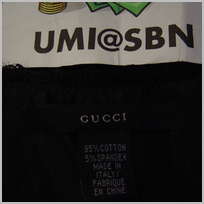 UMI@SBN
GUCCI
95%COTTON
5%SPANDEX
MADE IN
ITALY/
FABRIQUE
EN CHINE